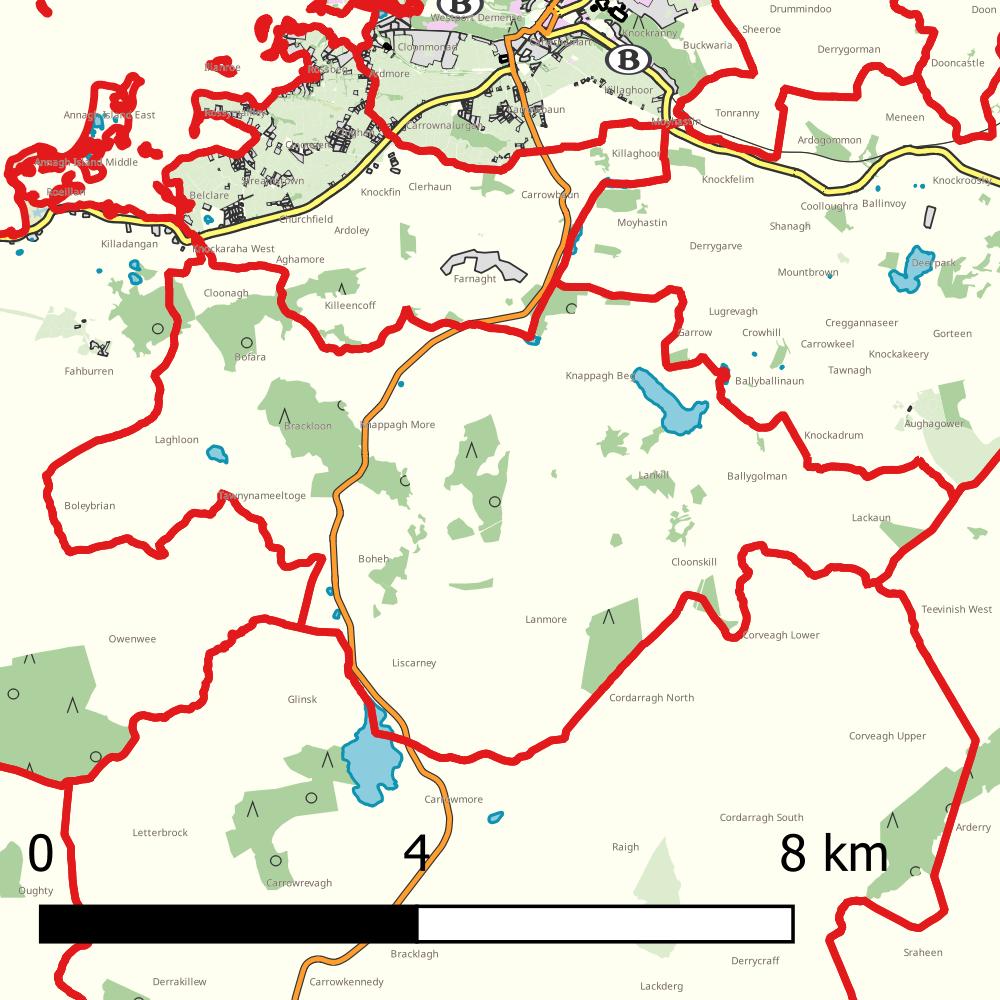 Drummindoo
Doon
B
Westport Demense
Sheeroe
Knockranny
Buckwaria
Derrygorman
Cloonmonad
B
Dooncastle
Ardmore
Killaghoor
Annagh Island East
Tonranny
Meneen
Carrownalurgan
Moyhastin
Ardogommon
Killaghoor
Annagh Island Middle
Knockfelim
Knockroosky
Roeillan
Belclare
Knockfin
Clerhaun
Carrowbaun
Coolloughra
Ballinvoy
Churchfield
Moyhastin
Shanagh
Killadangan
Ardoley
Knockaraha West
Derrygarve
Aghamore
Deerpark
Mountbrown
Farnaght
Cloonagh
Killeencoff
Lugrevagh
Creggannaseer
Garrow
Crowhill
Gorteen
Carrowkeel
Knockakeery
Bofara
Fahburren
Tawnagh
Knappagh Beg
Ballyballinaun
Brackloon
Knappagh More
Aughagower
Laghloon
Knockadrum
Lankill
Ballygolman
Tawnynameeltoge
Boleybrian
Lackaun
Boheh
Cloonskill
Lanmore
Teevinish West
Owenwee
Corveagh Lower
Liscarney
Glinsk
Cordarragh North
Corveagh Upper
Carrowmore
Cordarragh South
Letterbrock
Arderry
Raigh
0 4 8 km
Carrowrevagh
Oughty
Bracklagh
Sraheen
Derrycraff
Derrakillew
Carrowkennedy
Lackderg